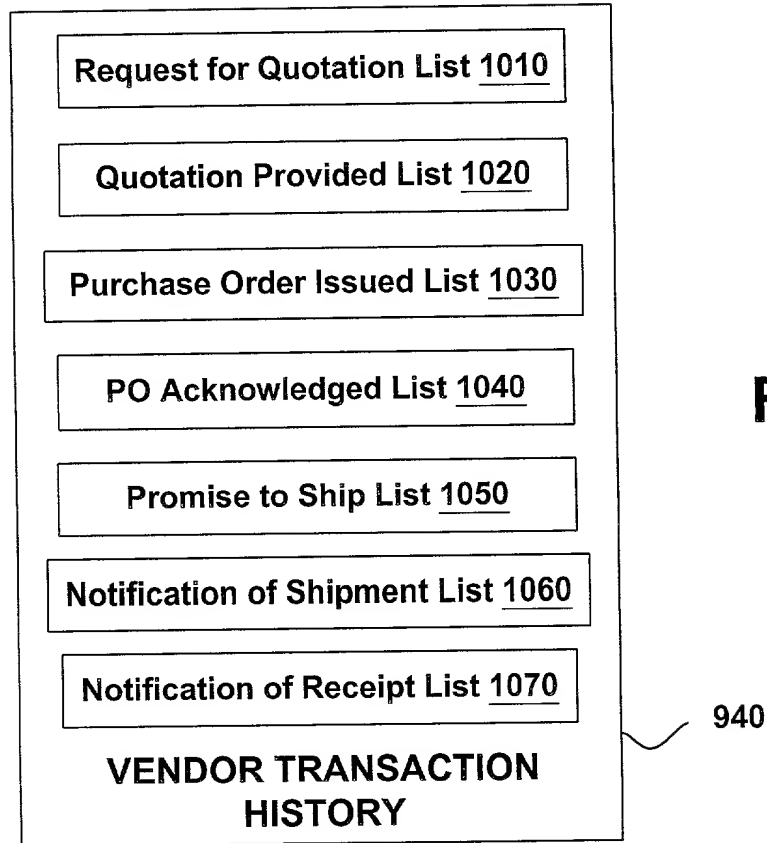 Request for Quotation List 1010
Quotation Provided List 1020
Purchase Order Issued List 1030
PO Acknowledged List 1040
Promise to Ship List 1050
Notification of Shipment List 1060
Notification of Receipt List 1070
940
VENDOR TRANSACTION
HISTORY